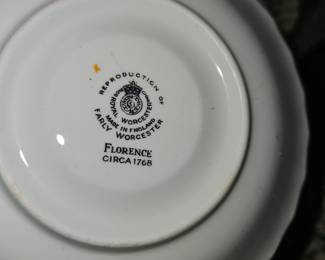 REPRODUCTION OF
ROYAL WORCESTER
MADE IN ENGLAND
EARLY WORCESTER
FLORENCE
CIRCA 1768